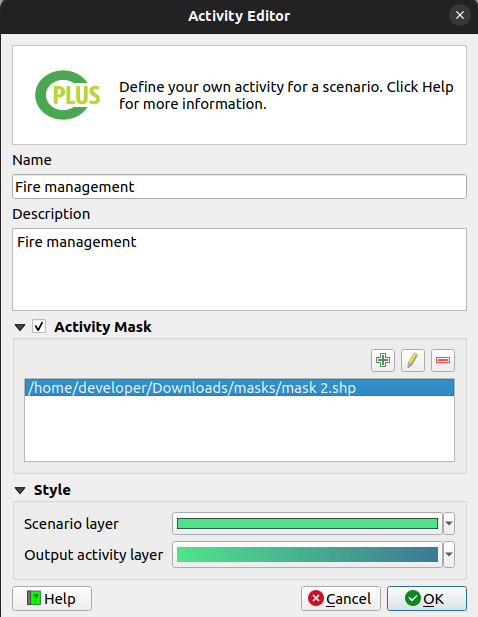 Activity Editor
CPLUS
Define your own activity for a scenario. Click Help
for more information.
Name
Fire management
Description
Fire management
Activity Mask
/home/developer/Downloads/masks/mask 2.shp
Style
Scenario layer
Output activity layer
? Help
Cancel
OK